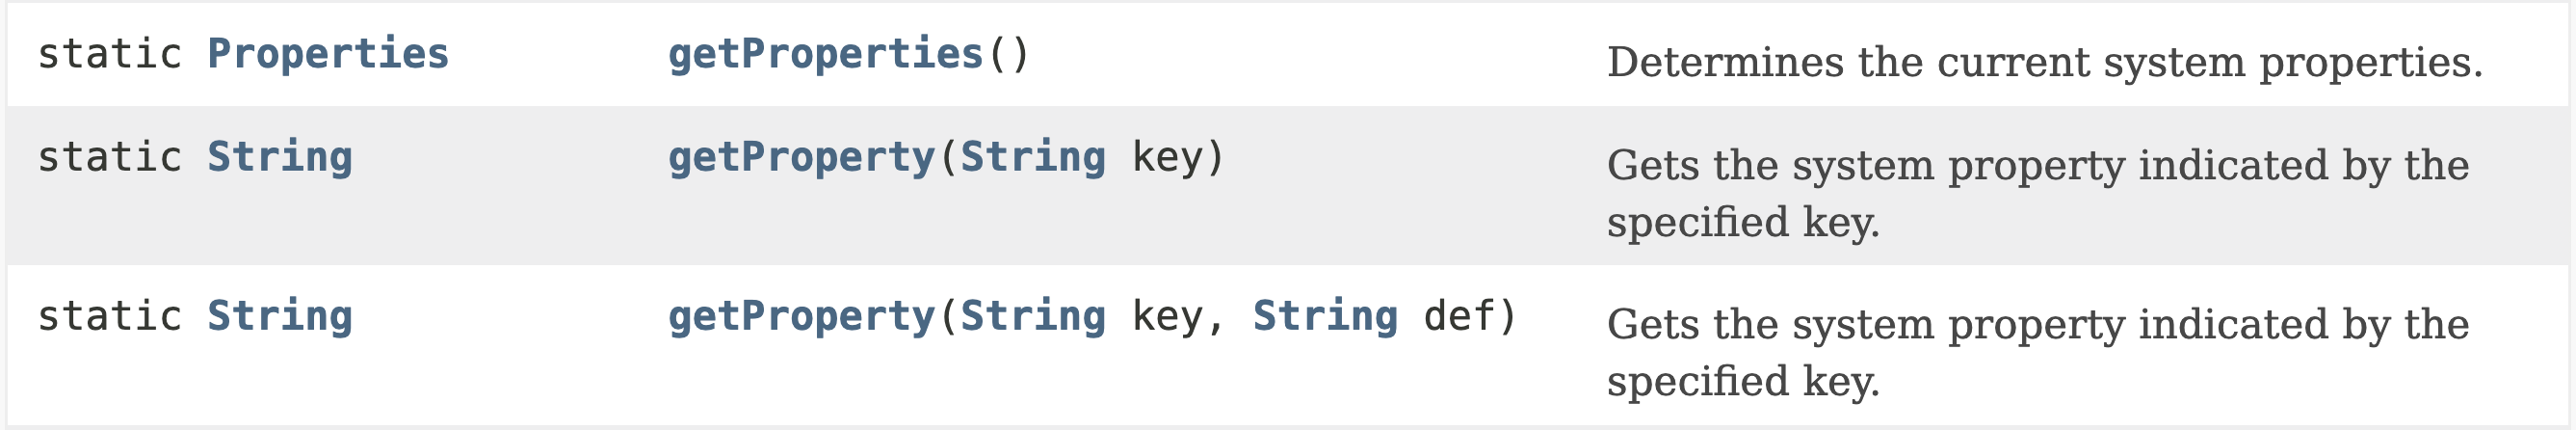 static Properties getProperties() Determines the current system properties.
static String getProperty(String key) Gets the system property indicated by the
specified key.
static String getProperty(String key, String def) Gets the system property indicated by the
specified key.